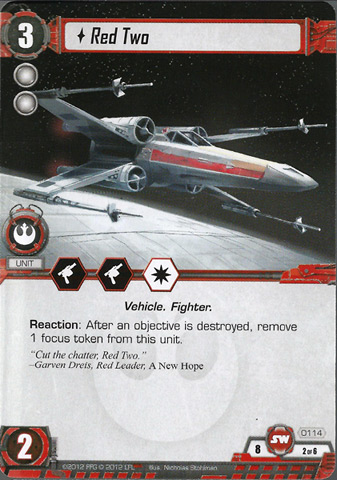 3
Red Two
UNIT
Vehicle. Fighter.
Reaction: After an objective is destroyed, remove
1 focus token from this unit.
"Cut the chatter, Red Two."
–Garven Dreis, Red Leader, A New Hope
2
0114
SW
8
2 of 6
©2012 FFG © 2012 LFL Illus. Nicholas Stohlman